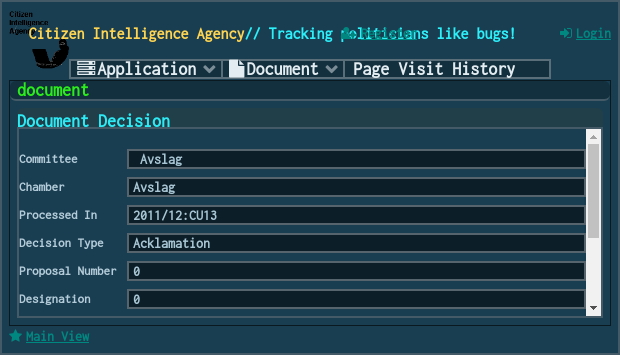 Citizen
Intelligence
Agency
Citizen Intelligence Agency// Tracking politicians like bugs!
Register
Login
Application
Document
Page Visit History
document
Document Decision
Committee
Avslag
Chamber
Avslag
Processed In
2011/12:CU13
Decision Type
Acklamation
Proposal Number
0
Designation
0
Main View